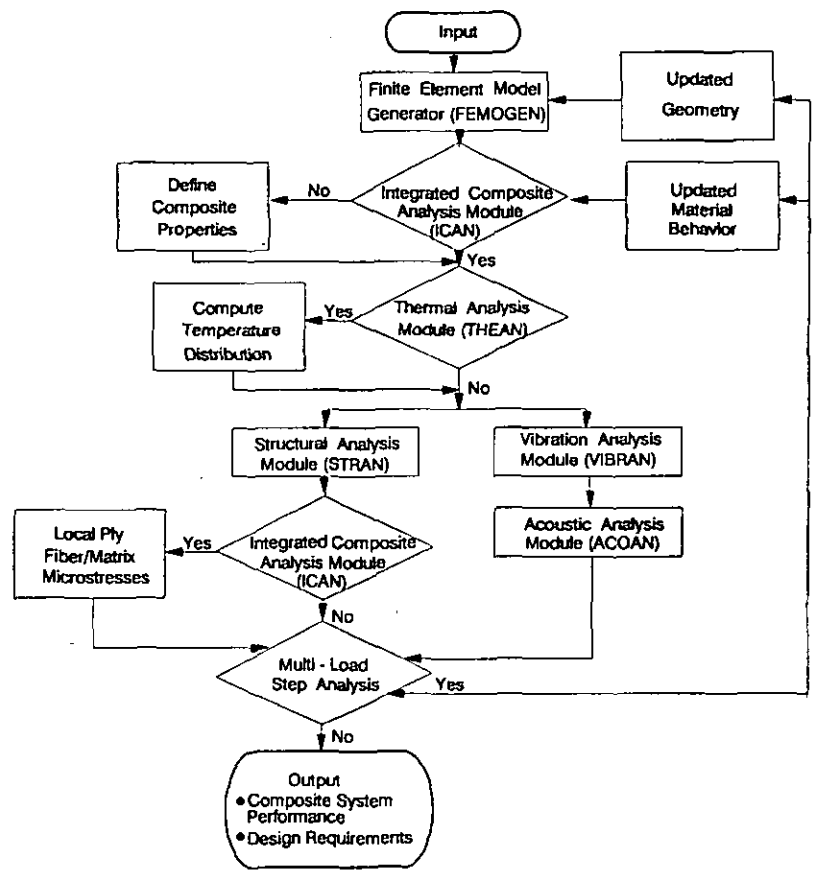 Input
Finite Element Model
Generator (FEMOGEN)
Updated
Geometry
Define
Composite
Properties
No
Integrated Composite
Analysis Module
(ICAN)
Updated
Material
Behavior
Yes
Compute
Temperature
Distribution
Yes
Thermal Analysis
Module (THEAN)
No
Structural Analysis
Module (STRAN)
Vibration Analysis
Module (VIBRAN)
Local Ply
Fiber/Matrix
Microstresses
Yes
Integrated Composite
Analysis Module
(ICAN)
Acoustic Analysis
Module (ACOAN)
No
Multi - Load
Step Analysis
Yes
No
Output
● Composite System
Performance
● Design Requirements